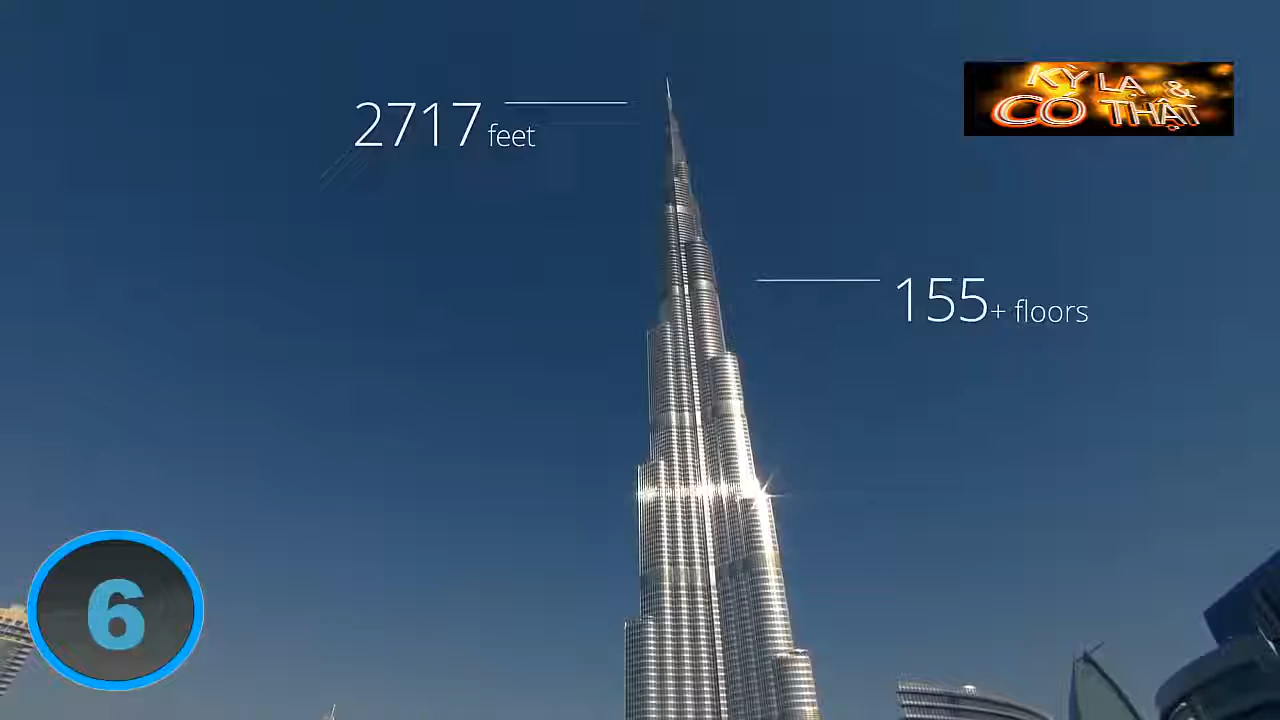 KỲ LẠ &
CÓ THẬT
2717 feet
155+ floors
6